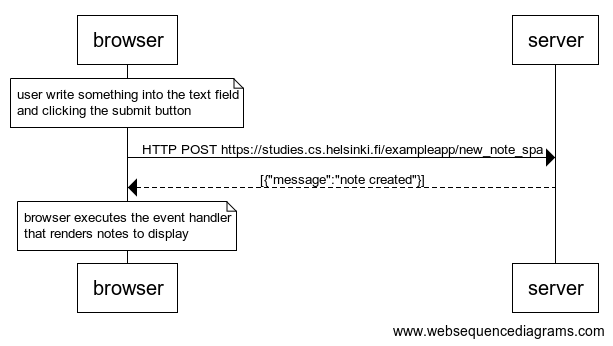 browser
server
user write something into the text field
and clicking the submit button
HTTP POST https://studies.cs.helsinki.fi/exampleapp/new_note_spa
[{"message":"note created"}]
browser executes the event handler
that renders notes to display
browser
server
www.websequencediagrams.com